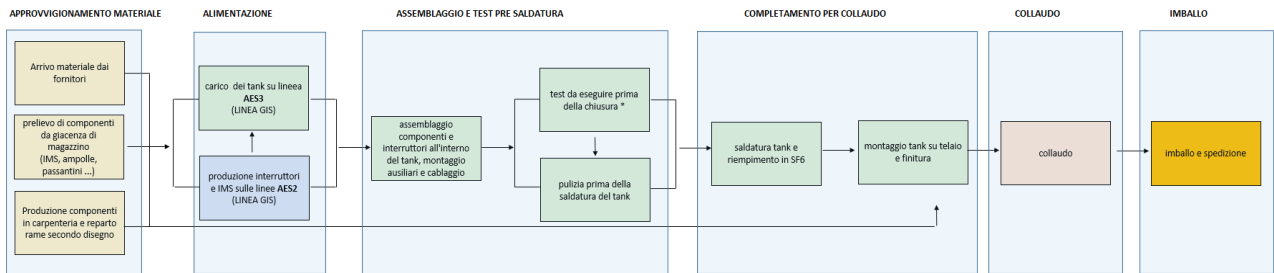 APPROVVIGIONAMENTO MATERIALE
ALIMENTAZIONE
ASSEMBLAGGIO E TEST PRE SALDATURA
COMPLETAMENTO PER COLLAUDO
COLLAUDO
IMBALLO
Arrivo materiale dai
fornitori
prelievo di componenti
da giacenza di
magazzino
(IMS, ampolle,
passantini ...)
Produzione componenti
in carpenteria e reparto
rame secondo disegno
carico dei tank su lineea
AES3
(LINEA GIS)
produzione interruttori
e IMS sulle linee AES2
(LINEA GIS)
assemblaggio
componenti e
interruttori all'interno
del tank, montaggio
ausiliari e cablaggio
test da eseguire prima
della chiusura *
pulizia prima della
saldatura del tank
saldatura tank e
riempimento in SF6
montaggio tank su telaio
e finitura
collaudo
imballo e spedizione